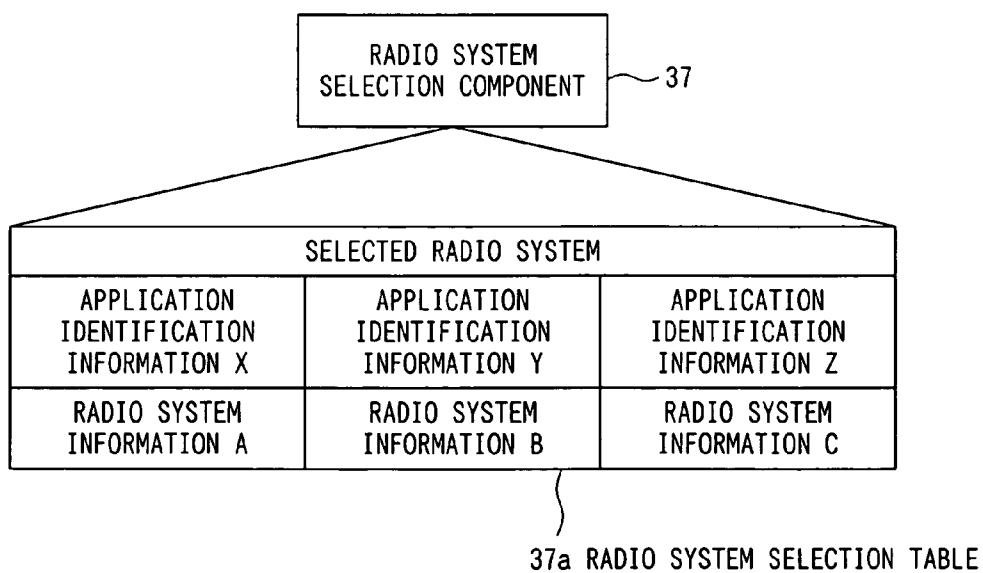 RADIO SYSTEM
SELECTION COMPONENT
37
SELECTED RADIO SYSTEM
APPLICATION
IDENTIFICATION
INFORMATION X
APPLICATION
IDENTIFICATION
INFORMATION Y
APPLICATION
IDENTIFICATION
INFORMATION Z
RADIO SYSTEM
INFORMATION A
RADIO SYSTEM
INFORMATION B
RADIO SYSTEM
INFORMATION C
37a RADIO SYSTEM SELECTION TABLE